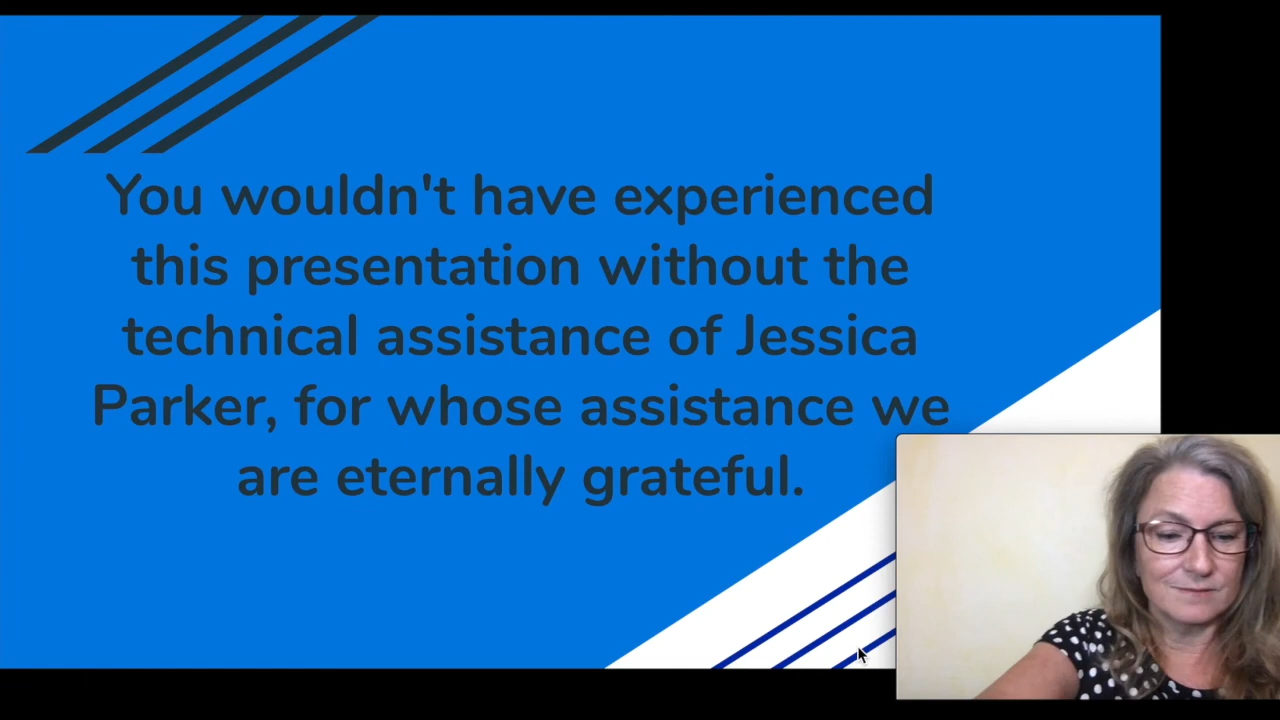 You wouldn't have experienced
this presentation without the
technical assistance of Jessica
Parker, for whose assistance we
are eternally grateful.